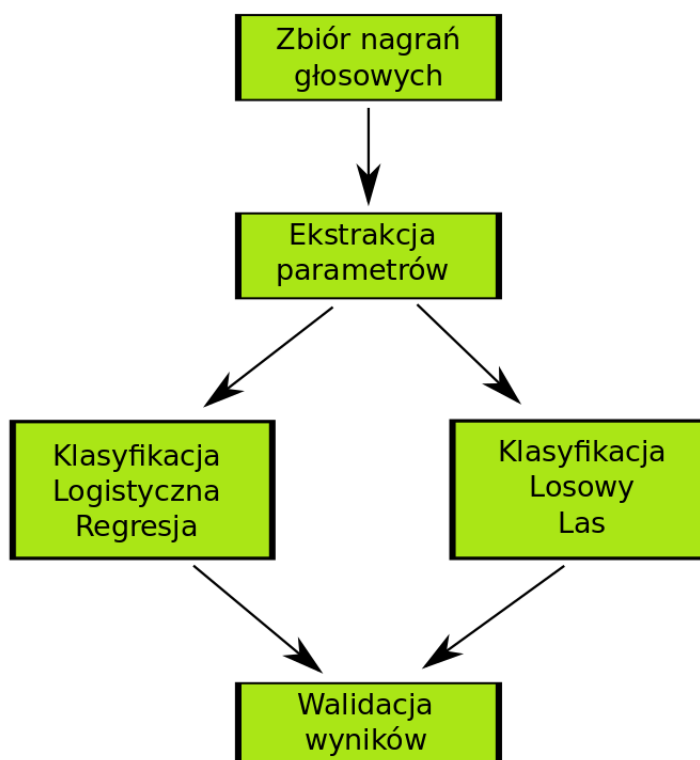 Zbiór nagrań
głosowych
Ekstrakcja
parametrów
Klasyfikacja
Logistyczna
Regresja
Klasyfikacja
Losowy
Las
Walidacja
wyników